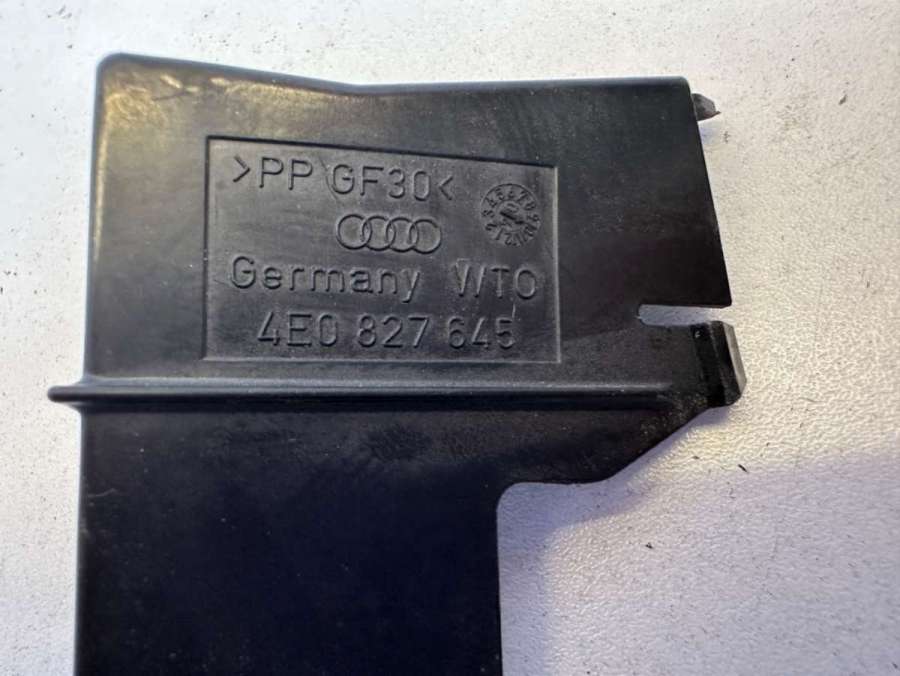 >PP GF30<
Germany WTO
4E0 827 645